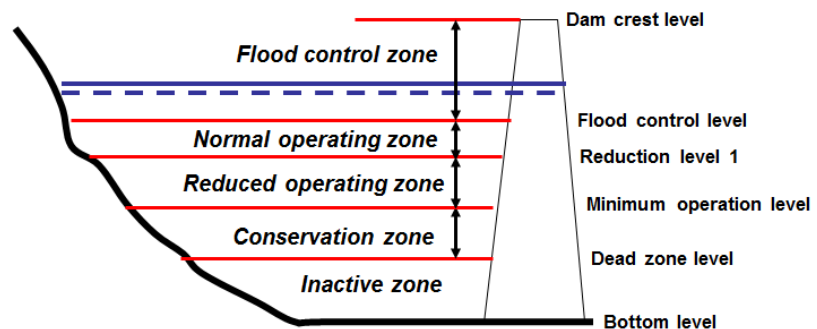 Dam crest level
Flood control zone
Flood control level
Normal operating zone
Reduction level 1
Reduced operating zone
Minimum operation level
Conservation zone
Dead zone level
Inactive zone
Bottom level